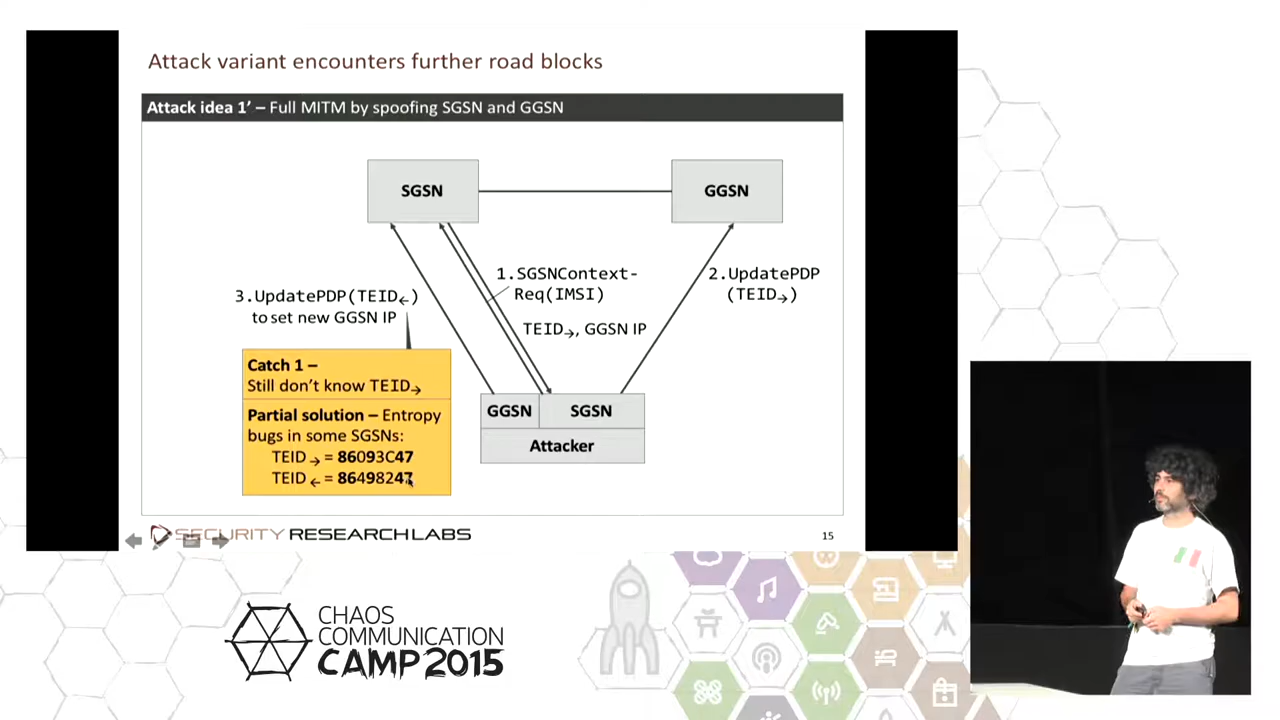 Attack variant encounters further road blocks
Attack idea 1' – Full MITM by spoofing SGSN and GGSN
SGSN
GGSN
1.SGSNContext-
Req(IMSI)
2.UpdatePDP
(TEID→)
3.UpdatePDP(TEID←)
to set new GGSN IP
TEID→, GGSN IP
Catch 1 –
Still don't know TEID→
Partial solution – Entropy
bugs in some SGSNs:
TEID → = 86093C47
TEID ← = 86498247
GGSN
SGSN
Attacker
SECURITY RESEARCH LABS
15
CHAOS
COMMUNICATION
CAMP 2015